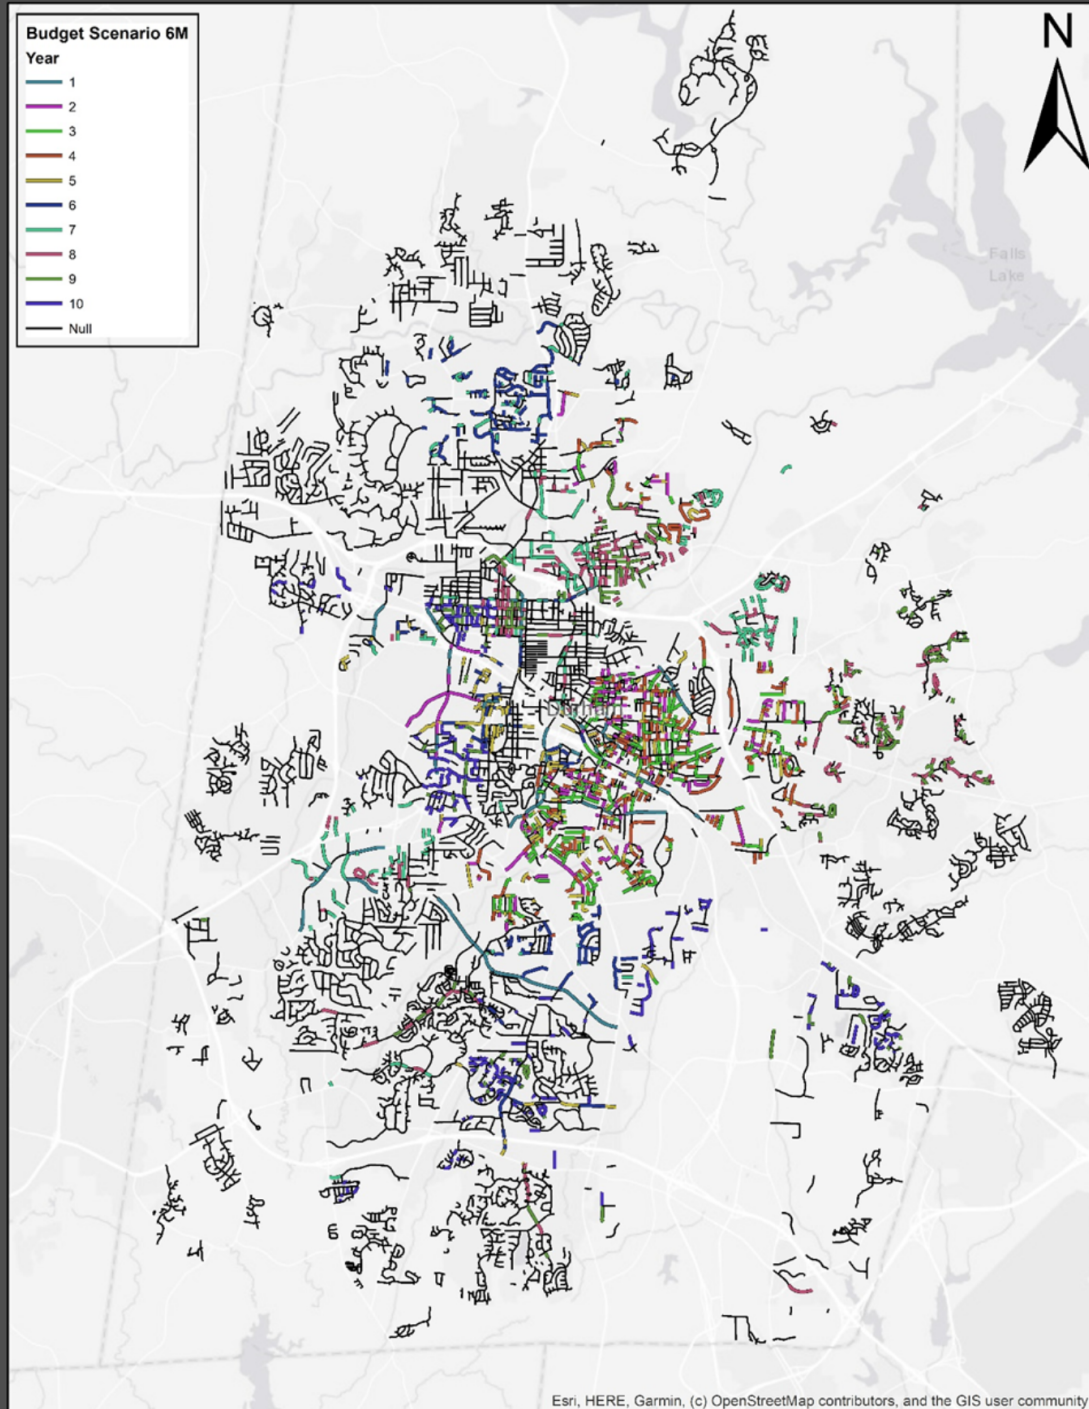 Budget Scenario 6M
Year
1
2
3
4
5
6
7
8
9
10
Null
N
Falls
Lake
Durham
Esri, HERE, Garmin, (c) OpenStreetMap contributors, and the GIS user community